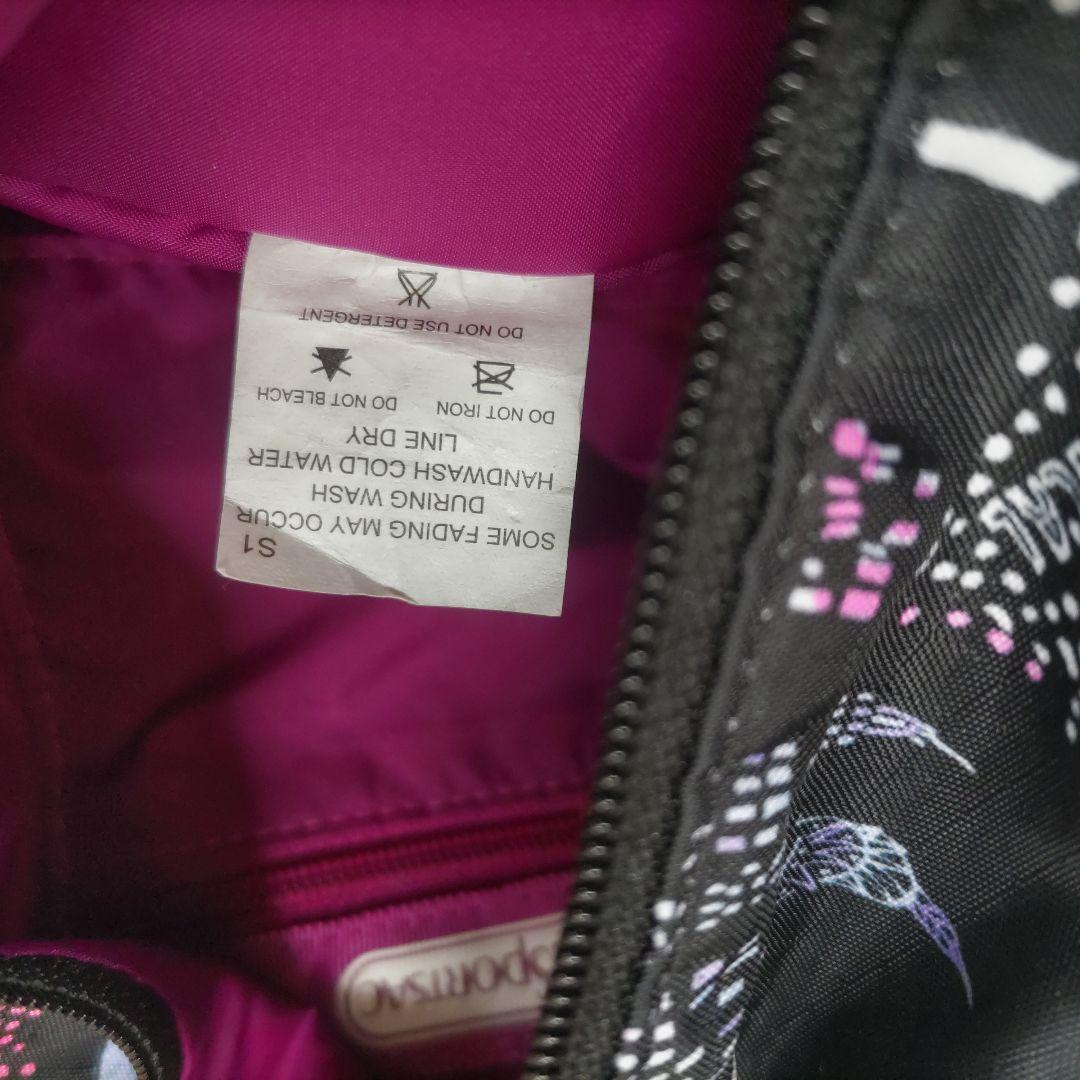 S1
SOME FADING MAY OCCUR
DURING WASH
HANDWASH COLD WATER
LINE DRY
DO NOT IRON DO NOT BLEACH
DO NOT USE DETERGENT
SPORTSAC